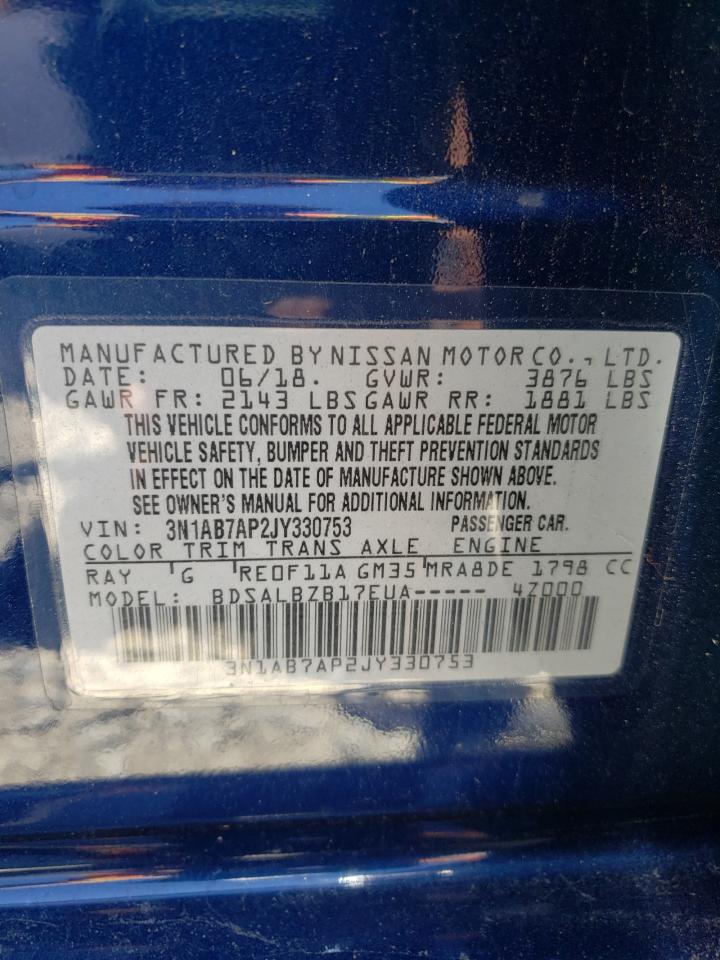 MANUFACTURED BY NISSAN MOTOR CO., LTD.
DATE: 06/18. GVWR: 3876 LBS
GAWR FR: 2143 LBS GAWR RR: 1881 LBS
THIS VEHICLE CONFORMS TO ALL APPLICABLE FEDERAL MOTOR
VEHICLE SAFETY, BUMPER AND THEFT PREVENTION STANDARDS
IN EFFECT ON THE DATE OF MANUFACTURE SHOWN ABOVE.
SEE OWNER'S MANUAL FOR ADDITIONAL INFORMATION.
VIN: 3N1AB7AP2JY330753 PASSENGER CAR.
COLOR TRIM TRANS AXLE ENGINE
RAY G RE0F11A GM35 MRA8DE 1798 CC
MODEL: BDSALBZB17EUA----- 4Z000
3N1AB7AP2JY330753